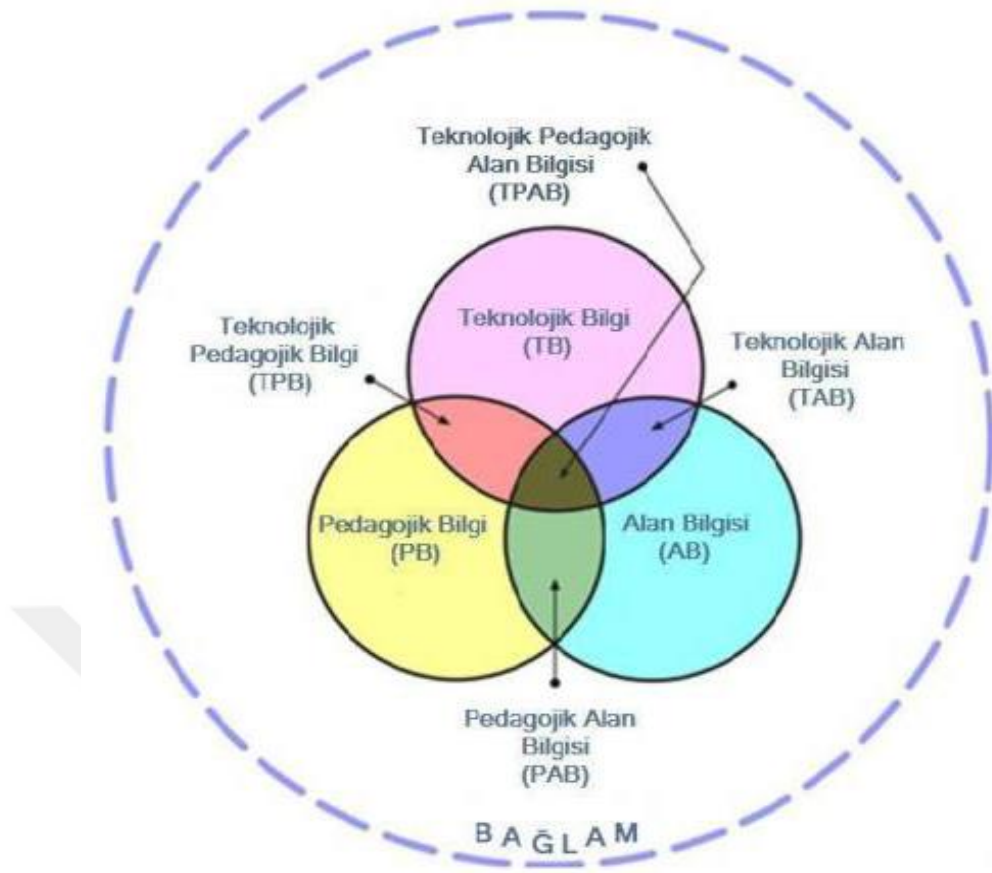 Teknolojik Pedagojik
Alan Bilgisi
(TPAB)
Teknolojik Bilgi
(TB)
Teknolojik
Pedagojik Bilgi
(TPB)
Teknolojik Alan
Bilgisi
(TAB)
Pedagojik Bilgi
(PB)
Alan Bilgisi
(AB)
Pedagojik Alan
Bilgisi
(PAB)
BAĞLAM